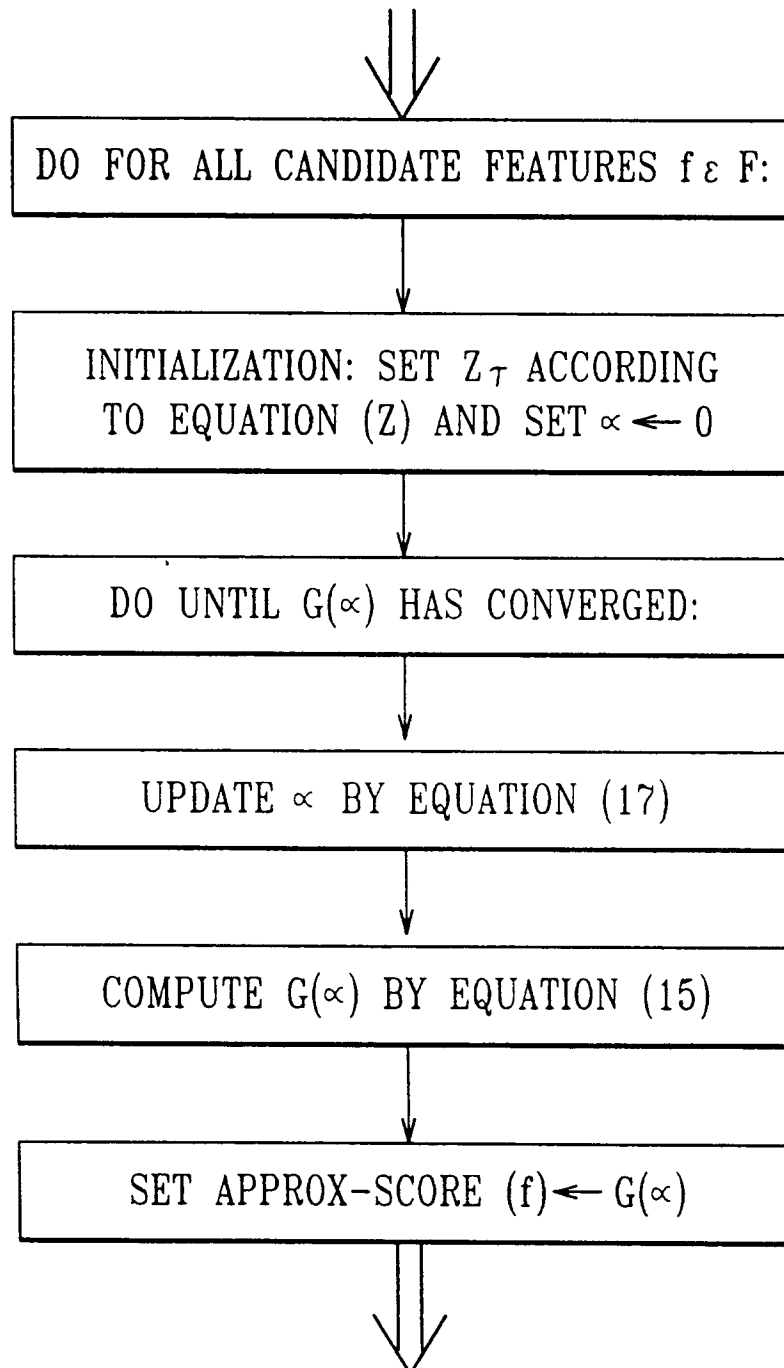 DO FOR ALL CANDIDATE FEATURES f ε F:
INITIALIZATION: SET Zτ ACCORDING
TO EQUATION (Z) AND SET ∝ ← 0
DO UNTIL G(∝) HAS CONVERGED:
UPDATE ∝ BY EQUATION (17)
COMPUTE G(∝) BY EQUATION (15)
SET APPROX-SCORE (f) ← G(∝)